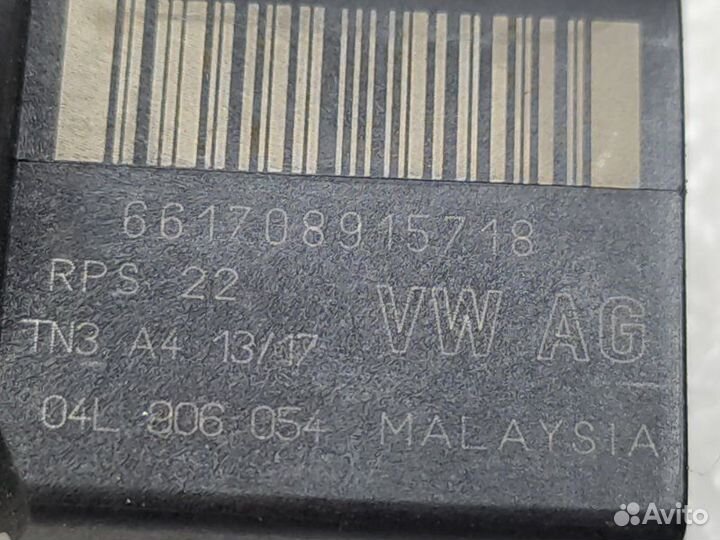 661708915718
RPS 22
VW AG
TN3 A4 13/17
04L 906 054
MALAYSIA
Avito